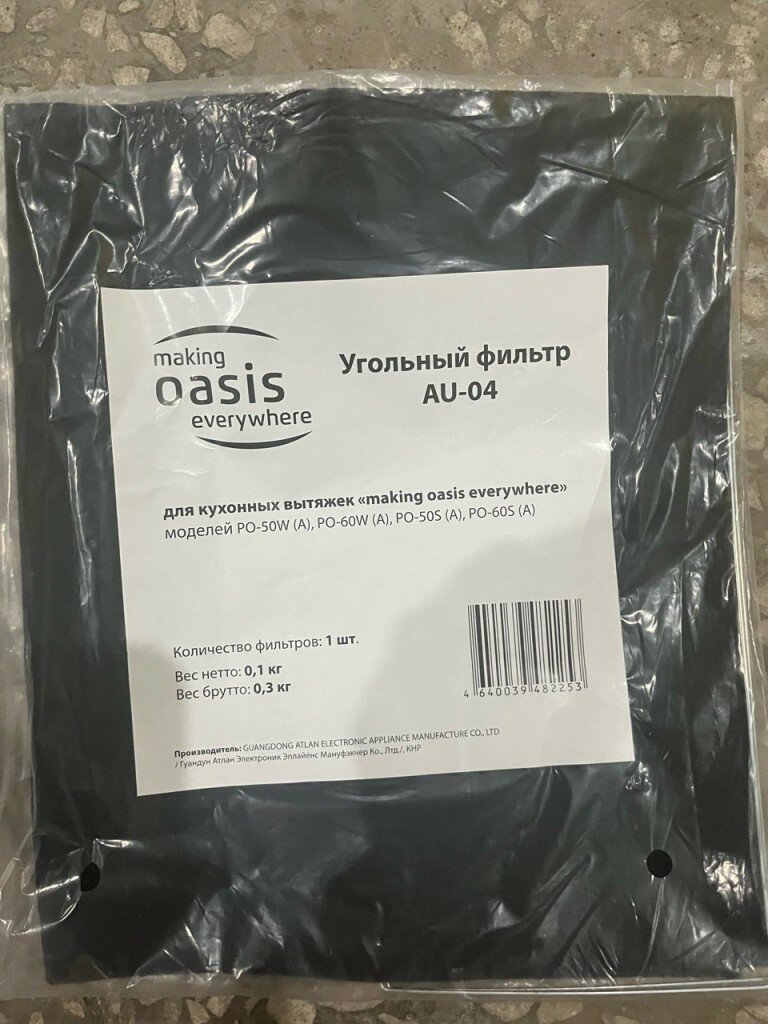 making
oasis
everywhere
Угольный фильтр
AU-04
для кухонных вытяжек «making oasis everywhere»
моделей PO-50W (A), PO-60W (A), PO-50S (A), PO-60S (A)
Количество фильтров: 1 шт.
Вес нетто: 0,1 кг
Вес брутто: 0,3 кг
4 640039 482253
Производитель: GUANGDONG ATLAN ELECTRONIC APPLIANCE MANUFACTURE CO., LTD
/ Гуандун Атлан Электроник Эплайенс Мануфэкчер Ко., Лтд./, КНР